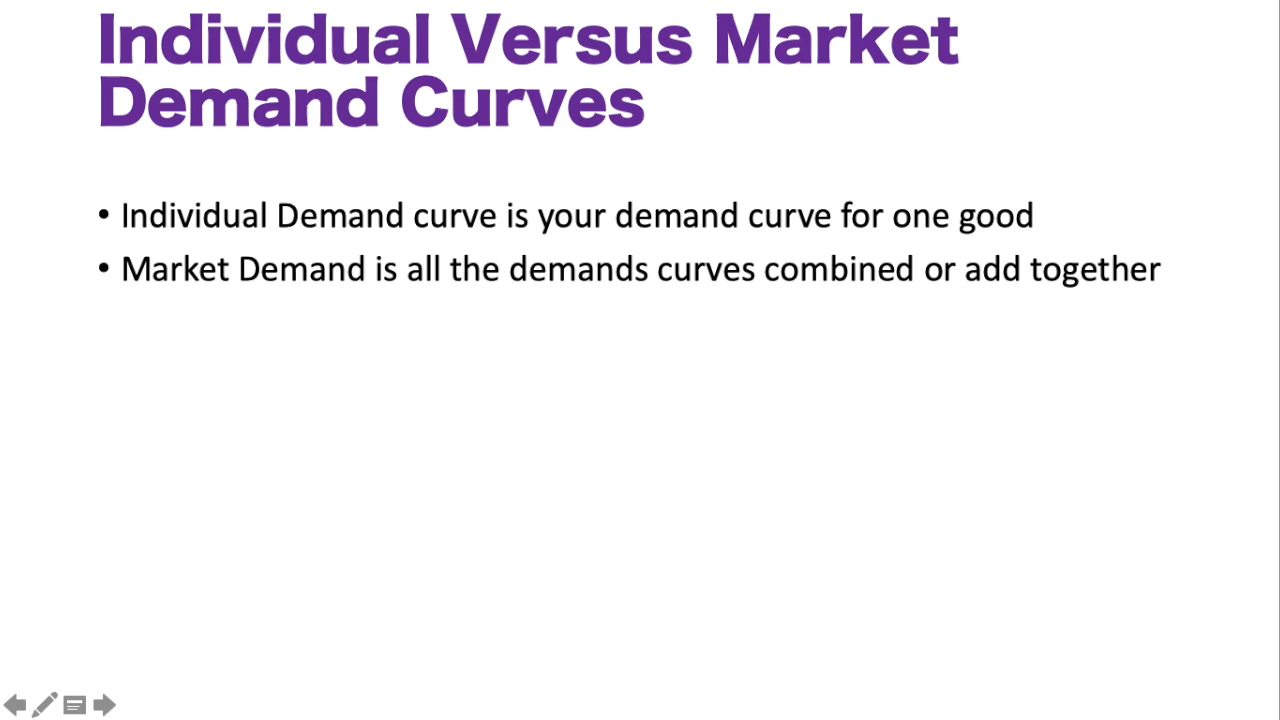 Individual Versus Market
Demand Curves
• Individual Demand curve is your demand curve for one good
• Market Demand is all the demands curves combined or add together